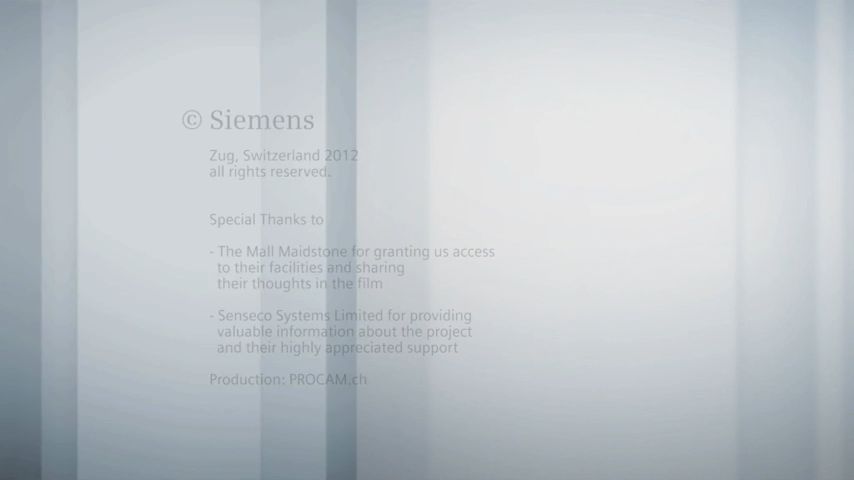 © Siemens
Zug, Switzerland 2012
all rights reserved.
Special Thanks to
- The Mall Maidstone for granting us access
to their facilities and sharing
their thoughts in the film
- Senseco Systems Limited for providing
valuable information about the project
and their highly appreciated support
Production: PROCAM.ch